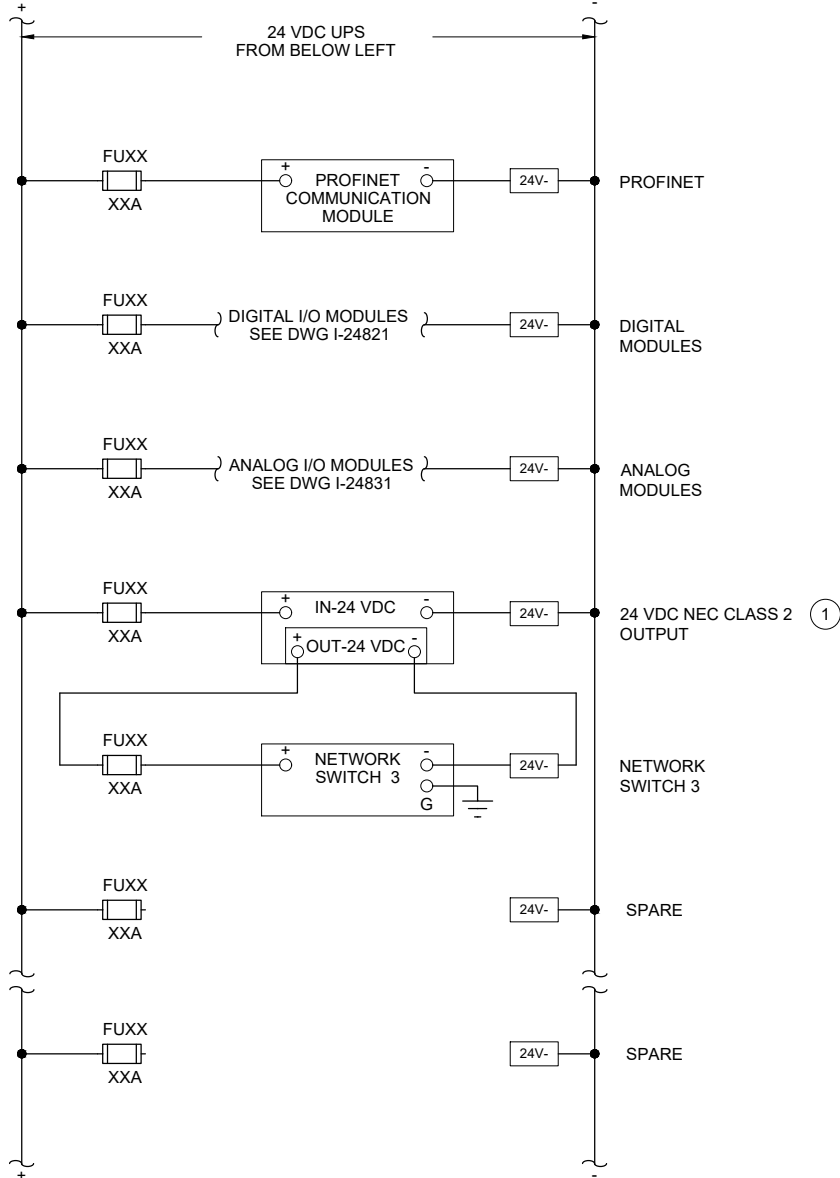 + -
24 VDC UPS
FROM BELOW LEFT
FUXX
XXA
+ -
PROFINET
COMMUNICATION
MODULE
24V-
PROFINET
FUXX
XXA
DIGITAL I/O MODULES
SEE DWG I-24821
24V-
DIGITAL
MODULES
FUXX
XXA
ANALOG I/O MODULES
SEE DWG I-24831
24V-
ANALOG
MODULES
FUXX
XXA
+ IN-24 VDC -
+ OUT-24 VDC -
24V-
24 VDC NEC CLASS 2
OUTPUT
1
FUXX
XXA
+ -
NETWORK
SWITCH 3
G
24V-
NETWORK
SWITCH 3
FUXX
XXA
24V-
SPARE
FUXX
XXA
24V-
SPARE
+ -